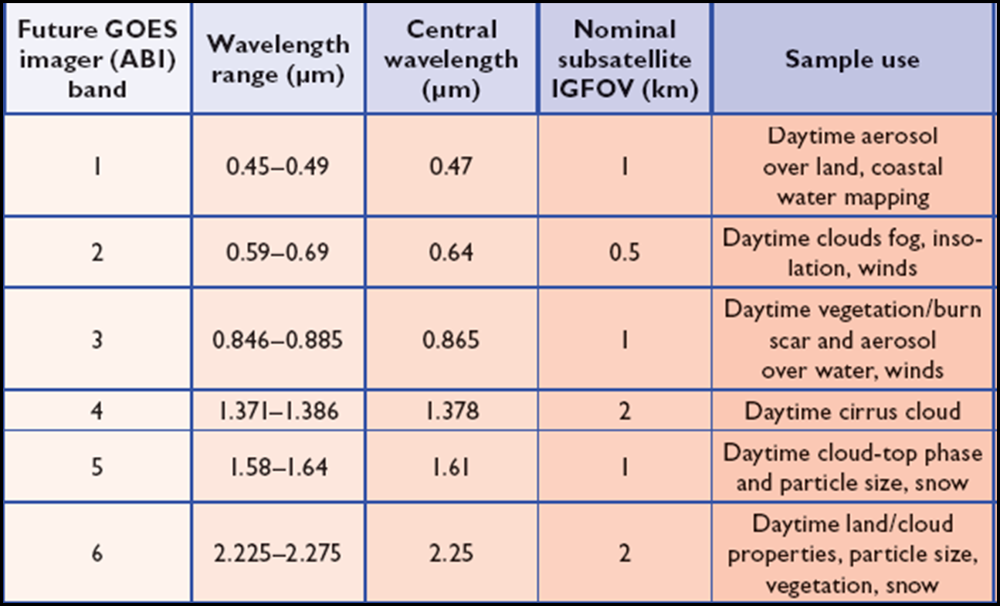 Future GOES imager (ABI) band | Wavelength range (μm) | Central wavelength (μm) | Nominal subsatellite IGFOV (km) | Sample use
1 | 0.45–0.49 | 0.47 | 1 | Daytime aerosol over land, coastal water mapping
2 | 0.59–0.69 | 0.64 | 0.5 | Daytime clouds fog, inso-lation, winds
3 | 0.846–0.885 | 0.865 | 1 | Daytime vegetation/burn scar and aerosol over water, winds
4 | 1.371–1.386 | 1.378 | 2 | Daytime cirrus cloud
5 | 1.58–1.64 | 1.61 | 1 | Daytime cloud-top phase and particle size, snow
6 | 2.225–2.275 | 2.25 | 2 | Daytime land/cloud properties, particle size, vegetation, snow